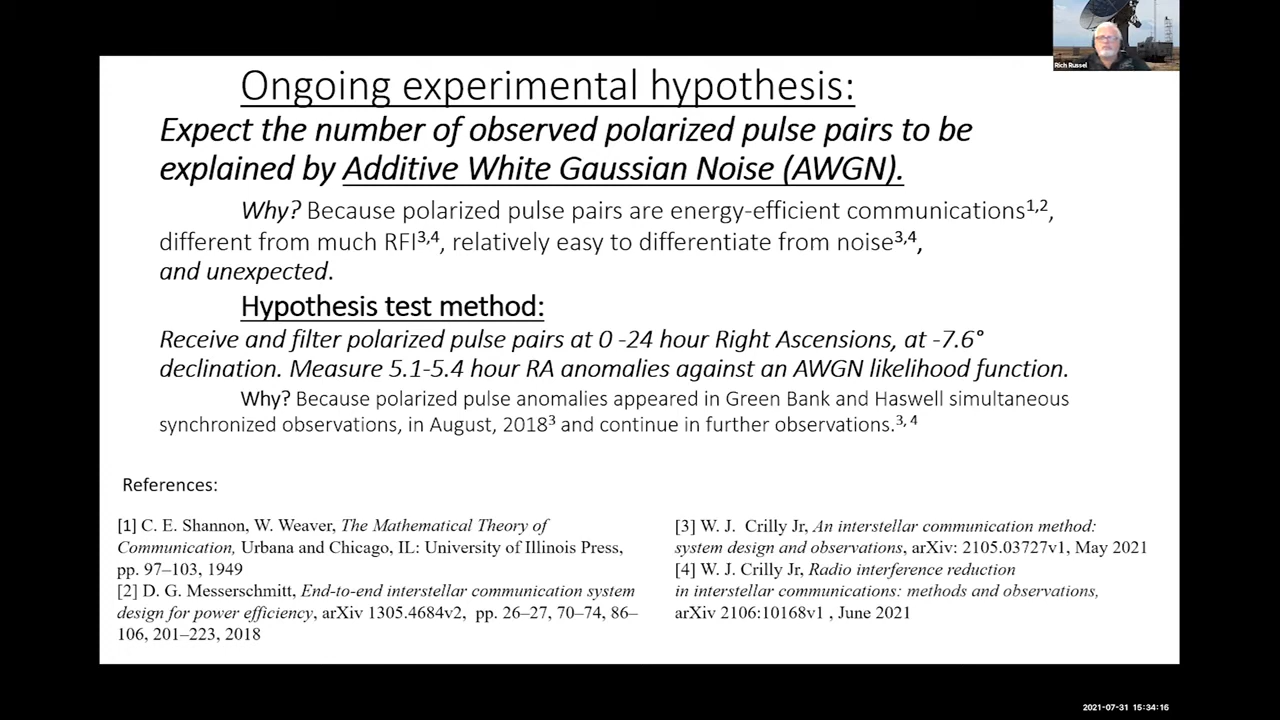 Rich Russel
Ongoing experimental hypothesis:
Expect the number of observed polarized pulse pairs to be
explained by Additive White Gaussian Noise (AWGN).
Why? Because polarized pulse pairs are energy-efficient communications1,2,
different from much RFI3,4, relatively easy to differentiate from noise3,4,
and unexpected.
Hypothesis test method:
Receive and filter polarized pulse pairs at 0 -24 hour Right Ascensions, at -7.6°
declination. Measure 5.1-5.4 hour RA anomalies against an AWGN likelihood function.
Why? Because polarized pulse anomalies appeared in Green Bank and Haswell simultaneous
synchronized observations, in August, 20183 and continue in further observations.3, 4
References:
[1] C. E. Shannon, W. Weaver, The Mathematical Theory of
Communication, Urbana and Chicago, IL: University of Illinois Press,
pp. 97–103, 1949
[2] D. G. Messerschmitt, End-to-end interstellar communication system
design for power efficiency, arXiv 1305.4684v2, pp. 26–27, 70–74, 86–
106, 201–223, 2018
[3] W. J. Crilly Jr, An interstellar communication method:
system design and observations, arXiv: 2105.03727v1, May 2021
[4] W. J. Crilly Jr, Radio interference reduction
in interstellar communications: methods and observations,
arXiv 2106:10168v1 , June 2021
2021-07-31 15:34:16